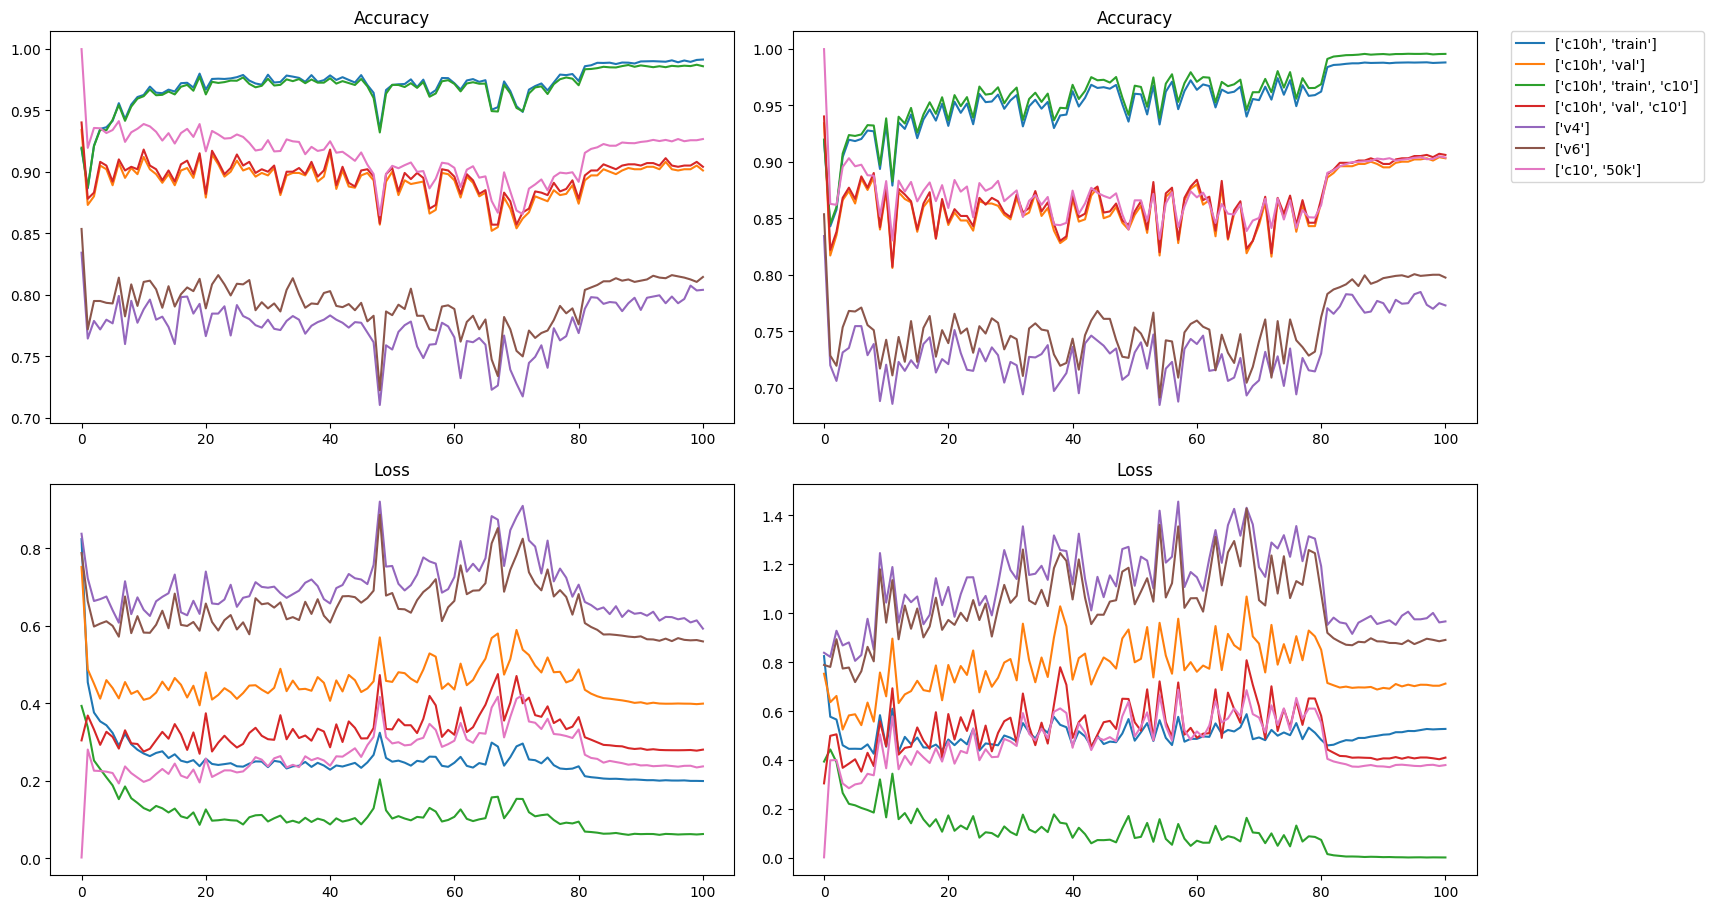 Accuracy
1.00
0.95
0.90
0.85
0.80
0.75
0.70
0 20 40 60 80 100
Accuracy
1.00
0.95
0.90
0.85
0.80
0.75
0.70
0 20 40 60 80 100
['c10h', 'train']
['c10h', 'val']
['c10h', 'train', 'c10']
['c10h', 'val', 'c10']
['v4']
['v6']
['c10', '50k']
Loss
0.8
0.6
0.4
0.2
0.0
0 20 40 60 80 100
Loss
1.4
1.2
1.0
0.8
0.6
0.4
0.2
0.0
0 20 40 60 80 100